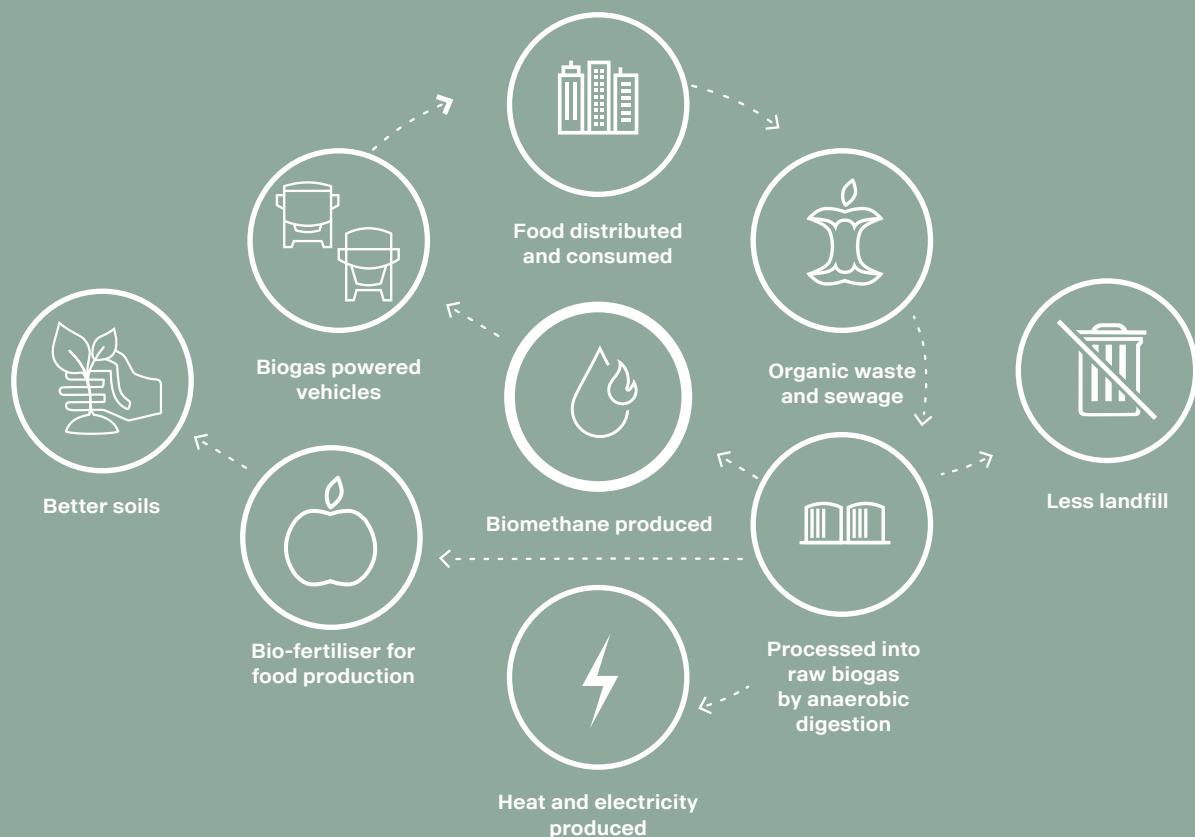 Food distributed
and consumed
Biogas powered
vehicles
Organic waste
and sewage
Better soils
Biomethane produced
Less landfill
Bio-fertiliser for
food production
Processed into
raw biogas
by anaerobic
digestion
Heat and electricity
produced